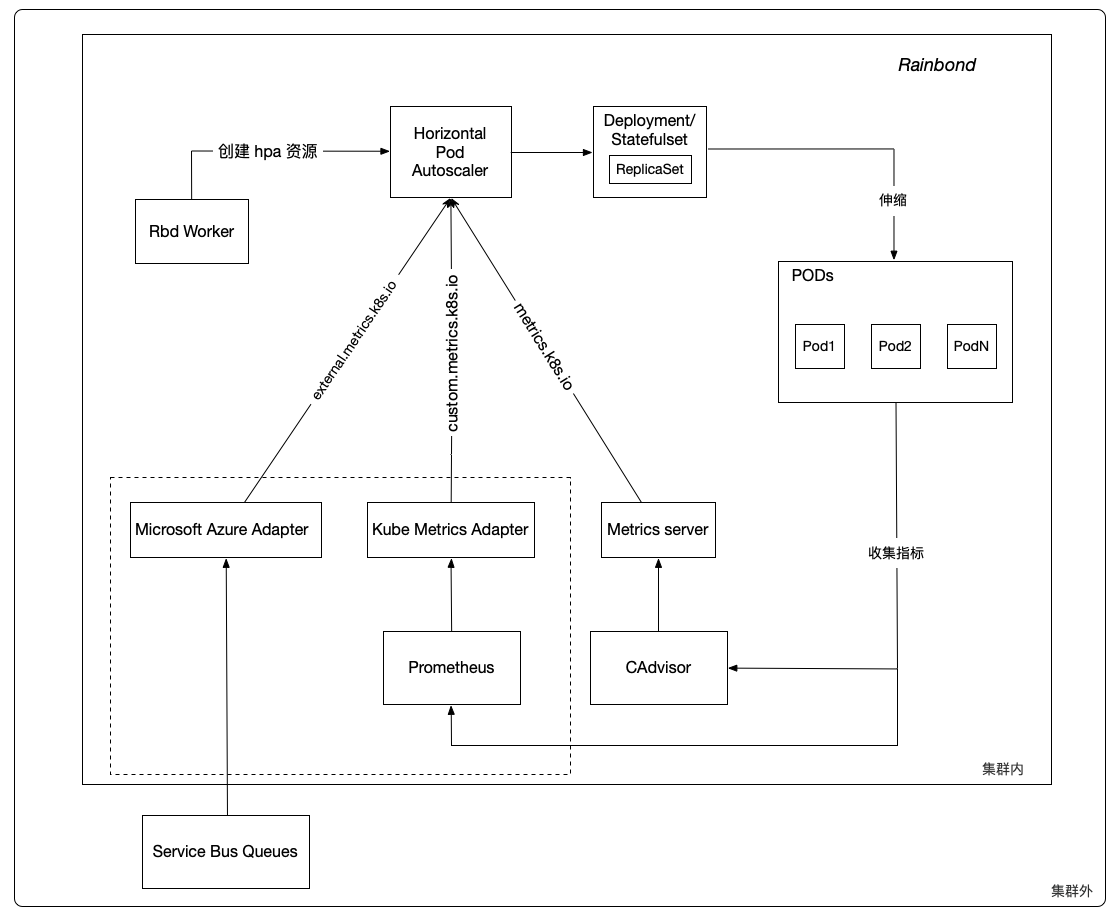 Rainbond
Horizontal
Pod
Autoscaler
Deployment/
Statefulset
ReplicaSet
创建 hpa 资源
Rbd Worker
伸缩
PODs
Pod1
Pod2
PodN
external.metrics.k8s.io
custom.metrics.k8s.io
metrics.k8s.io
Microsoft Azure Adapter
Kube Metrics Adapter
Metrics server
收集指标
Prometheus
CAdvisor
集群内
Service Bus Queues
集群外